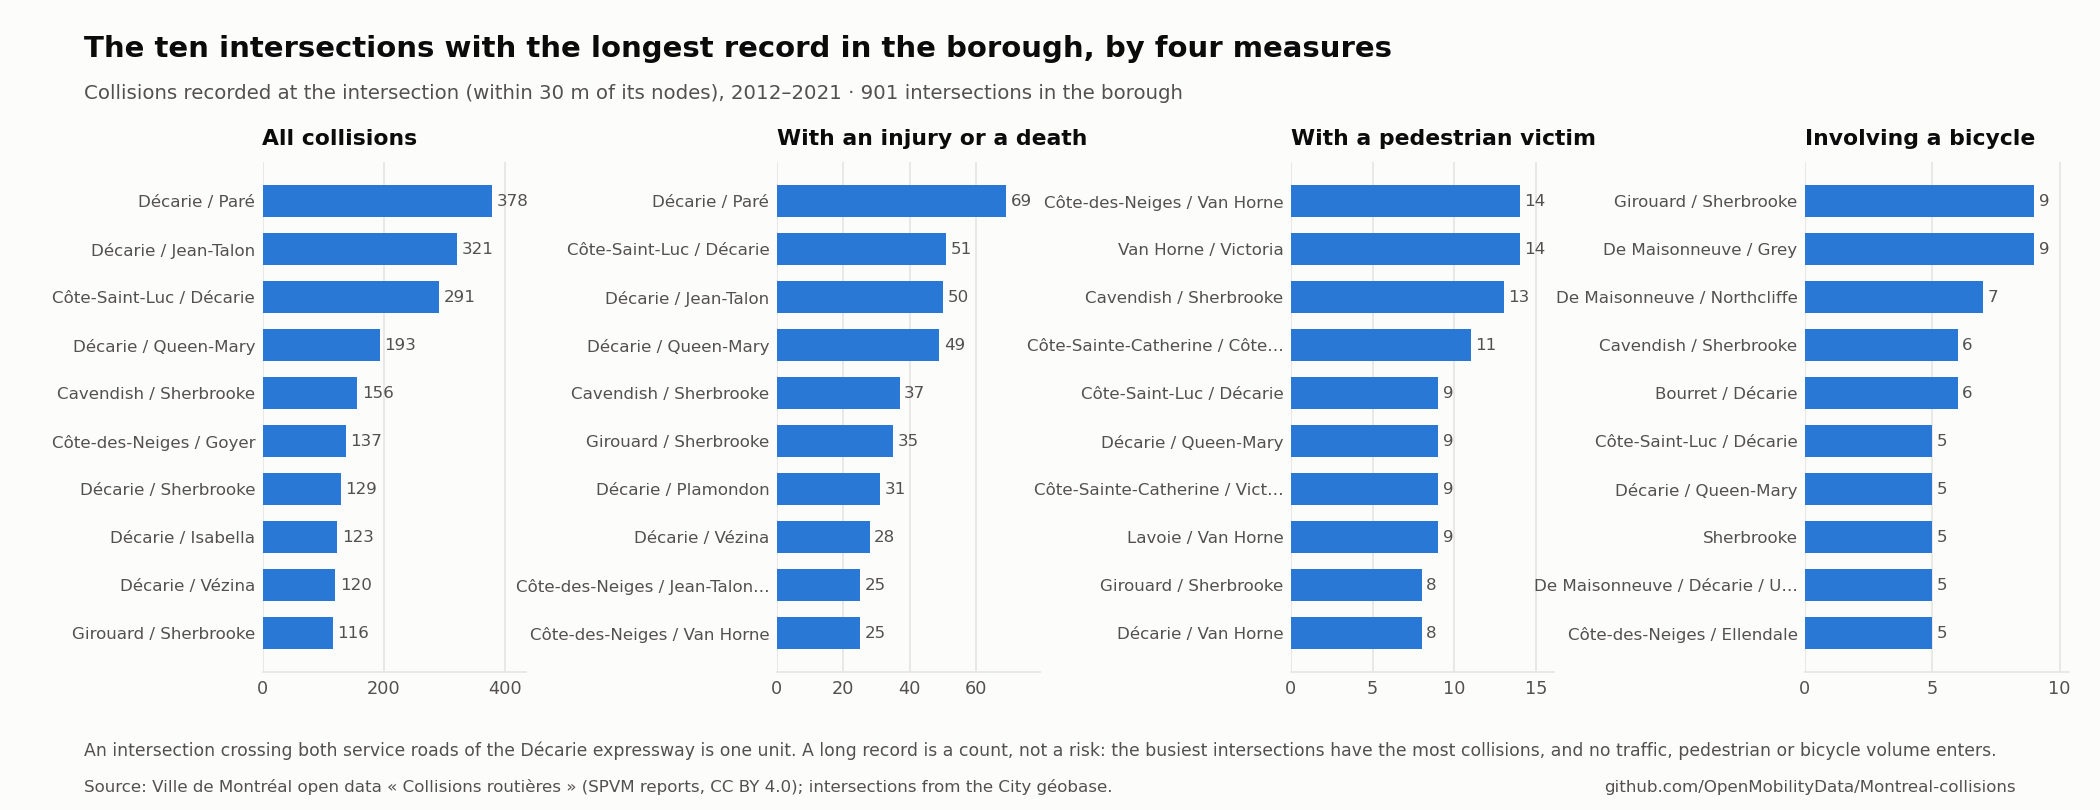 The ten intersections with the longest record in the borough, by four measures
Collisions recorded at the intersection (within 30 m of its nodes), 2012–2021 · 901 intersections in the borough
All collisions
Décarie / Paré 378
Décarie / Jean-Talon 321
Côte-Saint-Luc / Décarie 291
Décarie / Queen-Mary 193
Cavendish / Sherbrooke 156
Côte-des-Neiges / Goyer 137
Décarie / Sherbrooke 129
Décarie / Isabella 123
Décarie / Vézina 120
Girouard / Sherbrooke 116
0 200 400
With an injury or a death
Décarie / Paré 69
Côte-Saint-Luc / Décarie 51
Décarie / Jean-Talon 50
Décarie / Queen-Mary 49
Cavendish / Sherbrooke 37
Girouard / Sherbrooke 35
Décarie / Plamondon 31
Décarie / Vézina 28
Côte-des-Neiges / Jean-Talon… 25
Côte-des-Neiges / Van Horne 25
0 20 40 60
With a pedestrian victim
Côte-des-Neiges / Van Horne 14
Van Horne / Victoria 14
Cavendish / Sherbrooke 13
Côte-Sainte-Catherine / Côte… 11
Côte-Saint-Luc / Décarie 9
Décarie / Queen-Mary 9
Côte-Sainte-Catherine / Vict… 9
Lavoie / Van Horne 9
Girouard / Sherbrooke 8
Décarie / Van Horne 8
0 5 10 15
Involving a bicycle
Girouard / Sherbrooke 9
De Maisonneuve / Grey 9
De Maisonneuve / Northcliffe 7
Cavendish / Sherbrooke 6
Bourret / Décarie 6
Côte-Saint-Luc / Décarie 5
Décarie / Queen-Mary 5
Sherbrooke 5
De Maisonneuve / Décarie / U… 5
Côte-des-Neiges / Ellendale 5
0 5 10
An intersection crossing both service roads of the Décarie expressway is one unit. A long record is a count, not a risk: the busiest intersections have the most collisions, and no traffic, pedestrian or bicycle volume enters.
Source: Ville de Montréal open data « Collisions routières » (SPVM reports, CC BY 4.0); intersections from the City géobase.
github.com/OpenMobilityData/Montreal-collisions